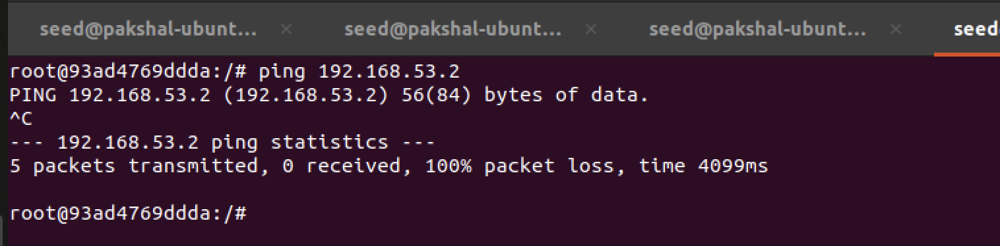 seed@pakshal-ubunt... × seed@pakshal-ubunt... × seed@pakshal-ubunt... × seed
root@93ad4769ddda:/# ping 192.168.53.2
PING 192.168.53.2 (192.168.53.2) 56(84) bytes of data.
^C
--- 192.168.53.2 ping statistics ---
5 packets transmitted, 0 received, 100% packet loss, time 4099ms
root@93ad4769ddda:/#